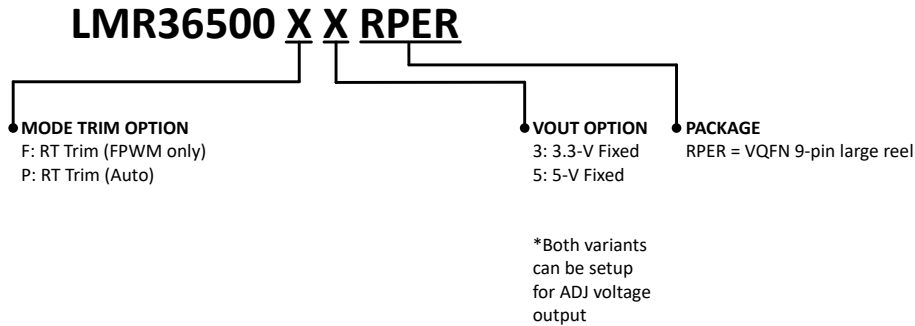 LMR36500 X X RPER
MODE TRIM OPTION
F: RT Trim (FPWM only)
P: RT Trim (Auto)
VOUT OPTION
3: 3.3-V Fixed
5: 5-V Fixed
*Both variants
can be setup
for ADJ voltage
output
PACKAGE
RPER = VQFN 9-pin large reel